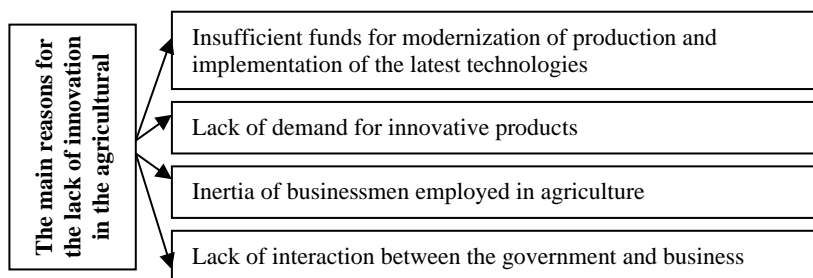 The main reasons for
the lack of innovation
in the agricultural
Insufficient funds for modernization of production and
implementation of the latest technologies
Lack of demand for innovative products
Inertia of businessmen employed in agriculture
Lack of interaction between the government and business